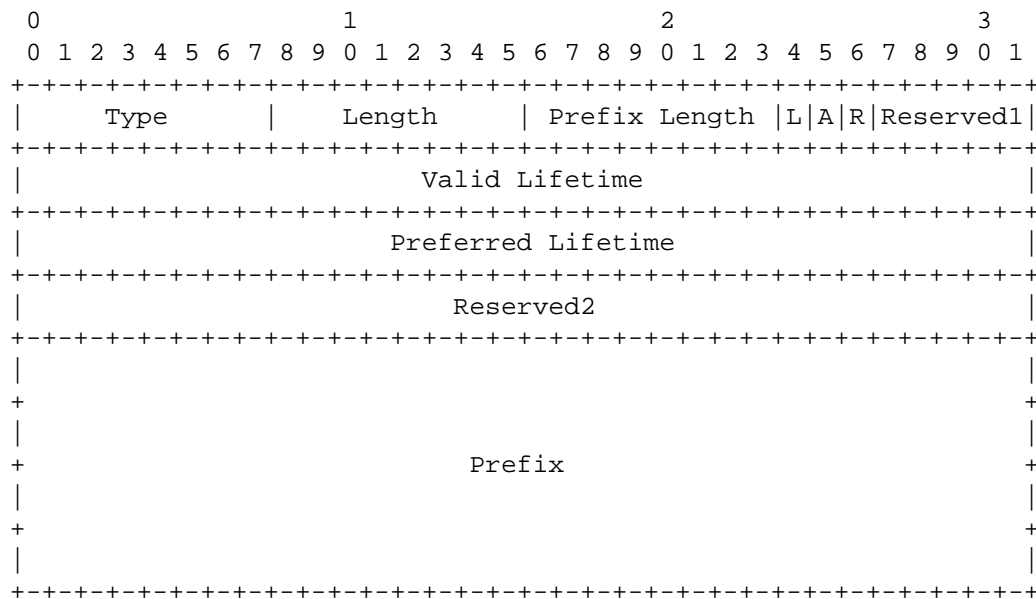 0                   1                   2                   3
 0 1 2 3 4 5 6 7 8 9 0 1 2 3 4 5 6 7 8 9 0 1 2 3 4 5 6 7 8 9 0 1
+-+-+-+-+-+-+-+-+-+-+-+-+-+-+-+-+-+-+-+-+-+-+-+-+-+-+-+-+-+-+-+-+
|     Type      |    Length     | Prefix Length |L|A|R|Reserved1|
+-+-+-+-+-+-+-+-+-+-+-+-+-+-+-+-+-+-+-+-+-+-+-+-+-+-+-+-+-+-+-+-+
|                         Valid Lifetime                        |
+-+-+-+-+-+-+-+-+-+-+-+-+-+-+-+-+-+-+-+-+-+-+-+-+-+-+-+-+-+-+-+-+
|                       Preferred Lifetime                      |
+-+-+-+-+-+-+-+-+-+-+-+-+-+-+-+-+-+-+-+-+-+-+-+-+-+-+-+-+-+-+-+-+
|                           Reserved2                           |
+-+-+-+-+-+-+-+-+-+-+-+-+-+-+-+-+-+-+-+-+-+-+-+-+-+-+-+-+-+-+-+-+
|                                                               |
+                                                               +
|                                                               |
+                            Prefix                             +
|                                                               |
+                                                               +
|                                                               |
+-+-+-+-+-+-+-+-+-+-+-+-+-+-+-+-+-+-+-+-+-+-+-+-+-+-+-+-+-+-+-+-+